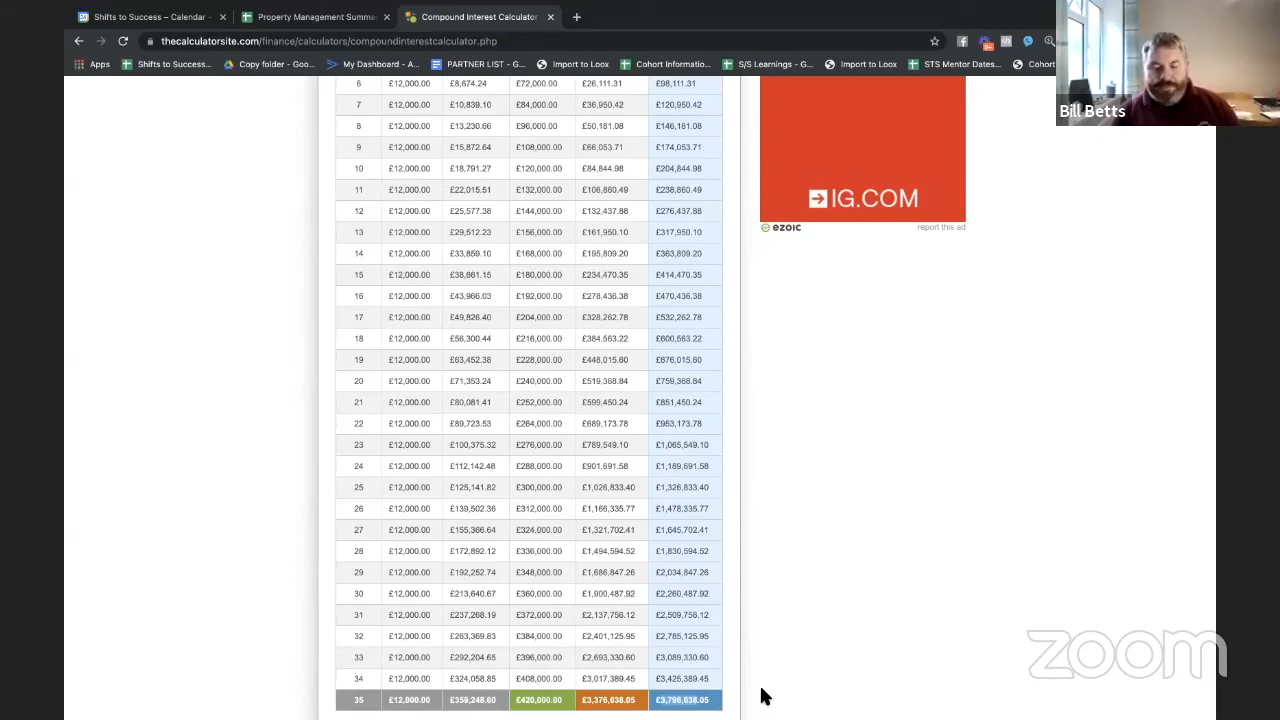 Shifts to Success – Calendar -
Property Management Summa
Compound Interest Calculator
thecalculatorsite.com/finance/calculators/compoundinterestcalculator.php
Apps Shifts to Success... Copy folder - Goo... My Dashboard - A... PARTNER LIST - G... Import to Loox Cohort Informatio... S/S Learnings - G... Import to Loox STS Mentor Dates... Cohort
Bill Betts
6 £12,000.00 £8,674.24 £72,000.00 £26,111.31 £98,111.31
7 £12,000.00 £10,839.10 £84,000.00 £36,950.42 £120,950.42
8 £12,000.00 £13,230.66 £96,000.00 £50,181.08 £146,181.08
9 £12,000.00 £15,872.64 £108,000.00 £66,053.71 £174,053.71
10 £12,000.00 £18,791.27 £120,000.00 £84,844.98 £204,844.98
11 £12,000.00 £22,015.51 £132,000.00 £106,860.49 £238,860.49
12 £12,000.00 £25,577.38 £144,000.00 £132,437.88 £276,437.88
13 £12,000.00 £29,512.23 £156,000.00 £161,950.10 £317,950.10
14 £12,000.00 £33,859.10 £168,000.00 £195,809.20 £363,809.20
15 £12,000.00 £38,661.15 £180,000.00 £234,470.35 £414,470.35
16 £12,000.00 £43,966.03 £192,000.00 £278,436.38 £470,436.38
17 £12,000.00 £49,826.40 £204,000.00 £328,262.78 £532,262.78
18 £12,000.00 £56,300.44 £216,000.00 £384,563.22 £600,563.22
19 £12,000.00 £63,452.38 £228,000.00 £448,015.60 £676,015.60
20 £12,000.00 £71,353.24 £240,000.00 £519,368.84 £759,368.84
21 £12,000.00 £80,081.41 £252,000.00 £599,450.24 £851,450.24
22 £12,000.00 £89,723.53 £264,000.00 £689,173.78 £953,173.78
23 £12,000.00 £100,375.32 £276,000.00 £789,549.10 £1,065,549.10
24 £12,000.00 £112,142.48 £288,000.00 £901,691.58 £1,189,691.58
25 £12,000.00 £125,141.82 £300,000.00 £1,026,833.40 £1,326,833.40
26 £12,000.00 £139,502.36 £312,000.00 £1,166,335.77 £1,478,335.77
27 £12,000.00 £155,366.64 £324,000.00 £1,321,702.41 £1,645,702.41
28 £12,000.00 £172,892.12 £336,000.00 £1,494,594.52 £1,830,594.52
29 £12,000.00 £192,252.74 £348,000.00 £1,686,847.26 £2,034,847.26
30 £12,000.00 £213,640.67 £360,000.00 £1,900,487.92 £2,260,487.92
31 £12,000.00 £237,268.19 £372,000.00 £2,137,756.12 £2,509,756.12
32 £12,000.00 £263,369.83 £384,000.00 £2,401,125.95 £2,785,125.95
33 £12,000.00 £292,204.65 £396,000.00 £2,693,330.60 £3,089,330.60
34 £12,000.00 £324,058.85 £408,000.00 £3,017,389.45 £3,425,389.45
35 £12,000.00 £359,248.60 £420,000.00 £3,376,638.05 £3,796,638.05
IG.COM
ezoic
report this ad
zoom